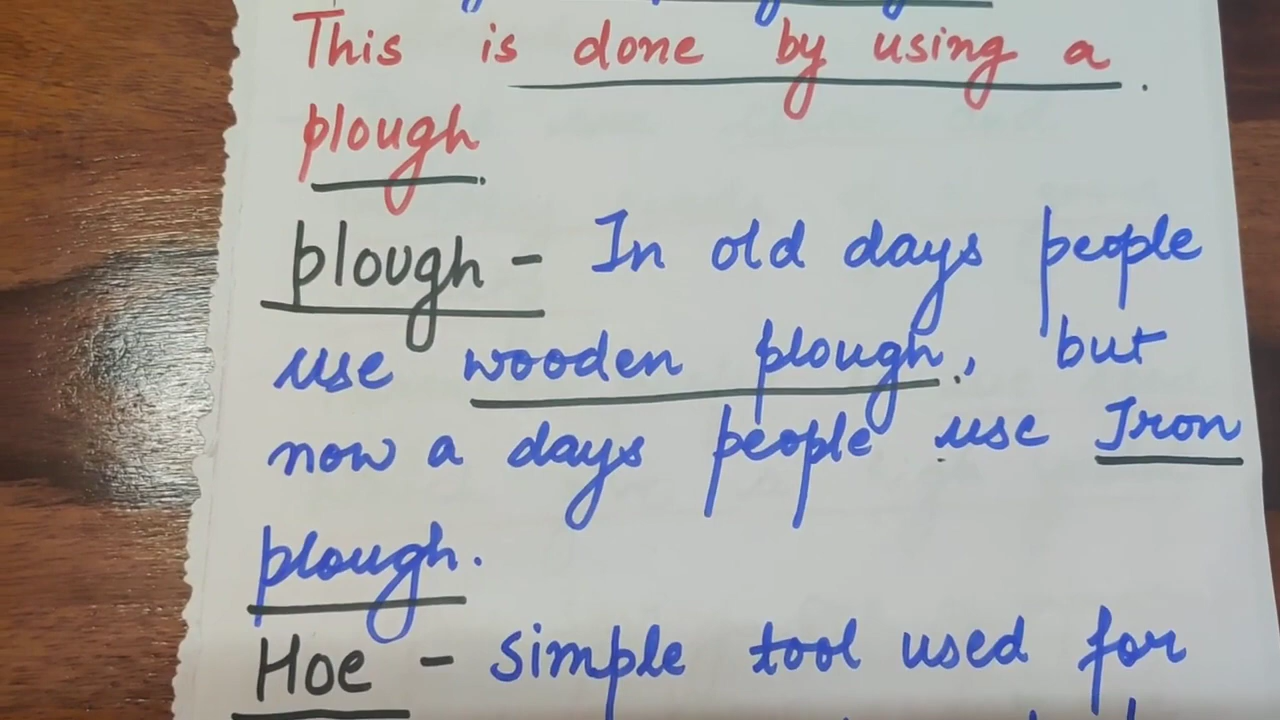 This is done by using a
plough.
plough - In old days people
use wooden plough, but
now a days people use Iron
plough.
Hoe - simple tool used for